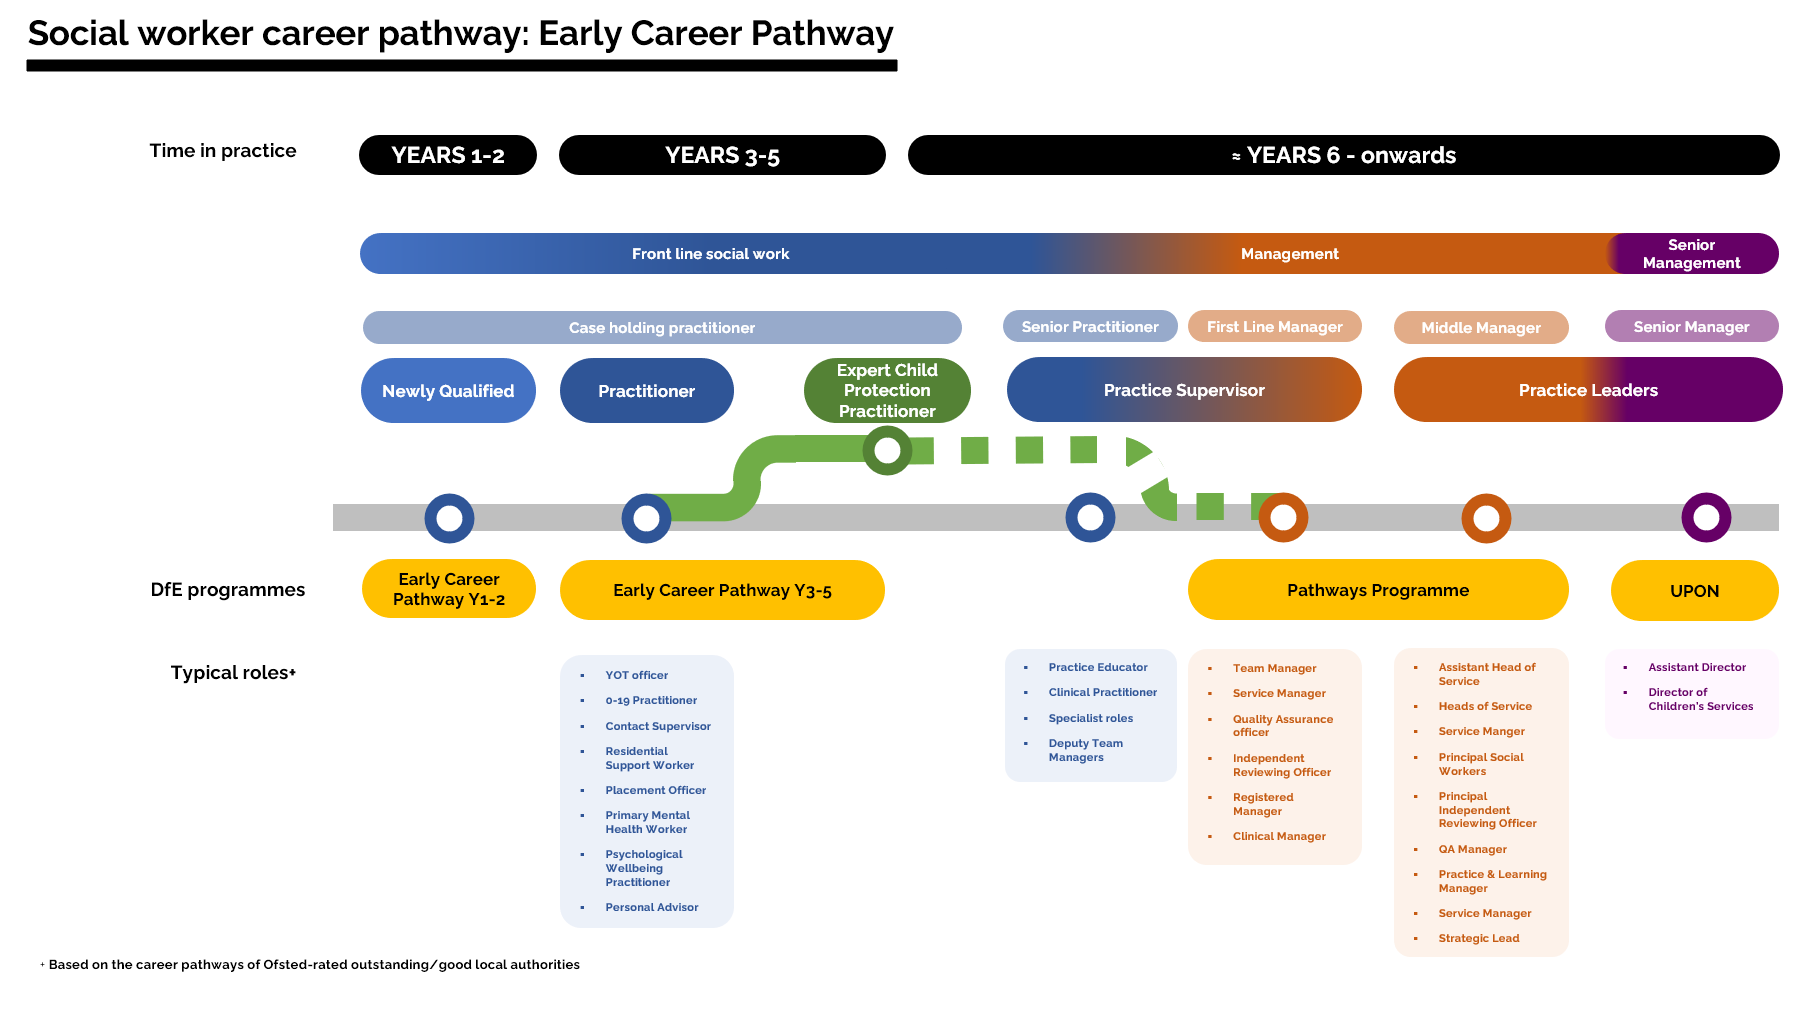 Social worker career pathway: Early Career Pathway
Time in practice
YEARS 1-2
YEARS 3-5
≈ YEARS 6 - onwards
Front line social work
Management
Senior
Management
Case holding practitioner
Senior Practitioner
First Line Manager
Middle Manager
Senior Manager
Newly Qualified
Practitioner
Expert Child
Protection
Practitioner
Practice Supervisor
Practice Leaders
DfE programmes
Early Career
Pathway Y1-2
Early Career Pathway Y3-5
Pathways Programme
UPON
Typical roles+
▪ YOT officer
▪ 0-19 Practitioner
▪ Contact Supervisor
▪ Residential
Support Worker
▪ Placement Officer
▪ Primary Mental
Health Worker
▪ Psychological
Wellbeing
Practitioner
▪ Personal Advisor
▪ Practice Educator
▪ Clinical Practitioner
▪ Specialist roles
▪ Deputy Team
Managers
▪ Team Manager
▪ Service Manager
▪ Quality Assurance
officer
▪ Independent
Reviewing Officer
▪ Registered
Manager
▪ Clinical Manager
▪ Assistant Head of
Service
▪ Heads of Service
▪ Service Manger
▪ Principal Social
Workers
▪ Principal
Independent
Reviewing Officer
▪ QA Manager
▪ Practice & Learning
Manager
▪ Service Manager
▪ Strategic Lead
▪ Assistant Director
▪ Director of
Children's Services
+ Based on the career pathways of Ofsted-rated outstanding/good local authorities